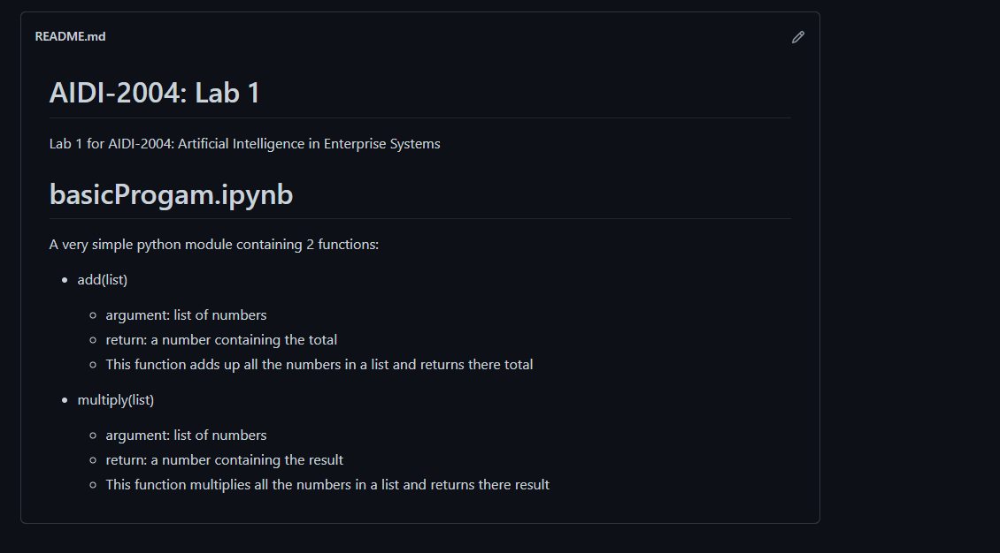 README.md
AIDI-2004: Lab 1
Lab 1 for AIDI-2004: Artificial Intelligence in Enterprise Systems
basicProgam.ipynb
A very simple python module containing 2 functions:
add(list)
argument: list of numbers
return: a number containing the total
This function adds up all the numbers in a list and returns there total
multiply(list)
argument: list of numbers
return: a number containing the result
This function multiplies all the numbers in a list and returns there result